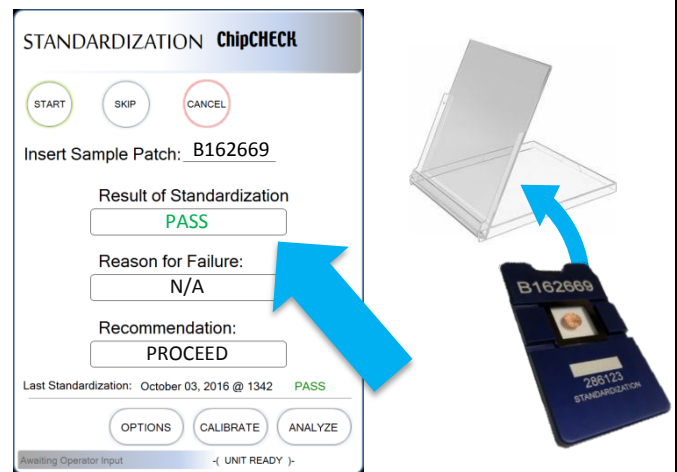 STANDARDIZATION ChipCHECK
START SKIP CANCEL
Insert Sample Patch: B162669
Result of Standardization
PASS
Reason for Failure:
N/A
Recommendation:
PROCEED
Last Standardization: October 03, 2016 @ 1342 PASS
OPTIONS CALIBRATE ANALYZE
Awaiting Operator Input -( UNIT READY )-
B162669
286123
STANDARDIZATION